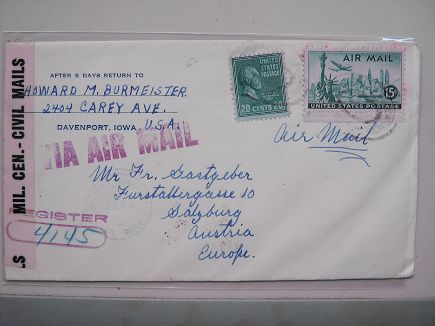 AFTER 5 DAYS RETURN TO
HOWARD M. BURMEISTER
2404 CAREY AVE.
DAVENPORT, IOWA, U.S.A.
UNITED STATES POSTAGE
20 CENTS 20
AIR MAIL
15¢
UNITED STATES POSTAGE
VIA AIR MAIL
Air Mail
Mr Fr. Gastgeber
Furstallergasse 10
Salzburg
Austria
Europe.
REGISTER
4145
MIL. CEN. - CIVIL MAILS
LS